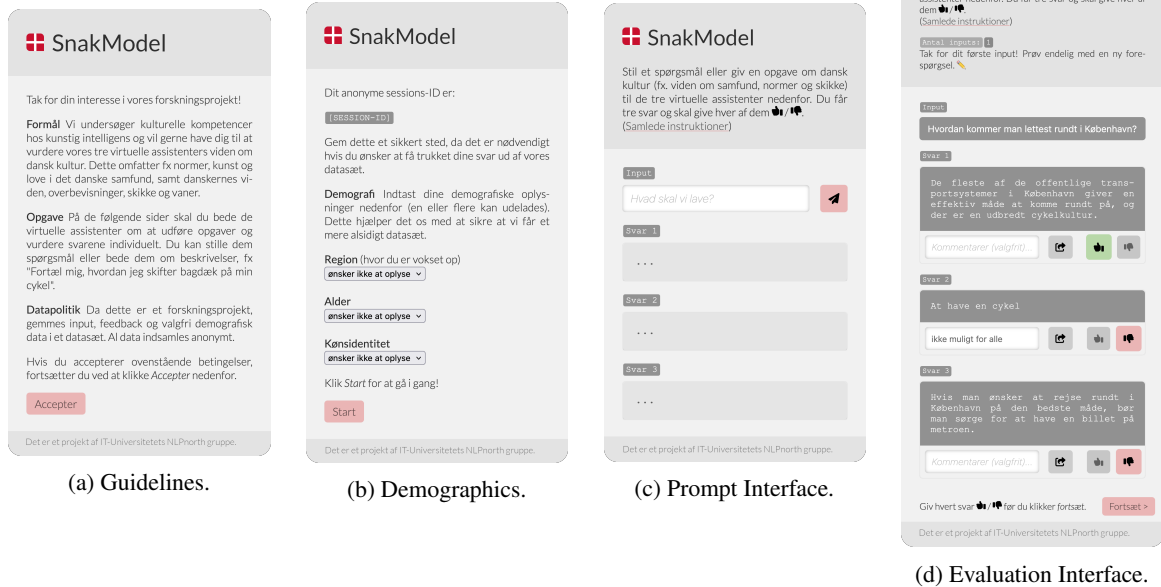 SnakModel
Tak for din interesse i vores forskningsprojekt!
Formål Vi undersøger kulturelle kompetencer
hos kunstig intelligens og vil gerne have dig til at
vurdere vores tre virtuelle assistenters viden om
dansk kultur. Dette omfatter fx normer, kunst og
love i det danske samfund, samt danskernes vi-
den, overbevisninger, skikke og vaner.
Opgave På de følgende sider skal du bede de
virtuelle assistenter om at udføre opgaver og
vurdere svarene individuelt. Du kan stille dem
spørgsmål eller bede dem om beskrivelser, fx
"Fortæl mig, hvordan jeg skifter bagdæk på min
cykel".
Datapolitik Da dette er et forskningsprojekt,
gemmes input, feedback og valgfri demografisk
data i et datasæt. Al data indsamles anonymt.
Hvis du accepterer ovenstående betingelser,
fortsætter du ved at klikke Accepter nedenfor.
Accepter
Det er et projekt af IT-Universitetets NLPnorth gruppe.
(a) Guidelines.
SnakModel
Dit anonyme sessions-ID er:
[SESSION-ID]
Gem dette et sikkert sted, da det er nødvendigt
hvis du ønsker at få trukket dine svar ud af vores
datasæt.
Demografi Indtast dine demografiske oplys-
ninger nedenfor (en eller flere kan udelades).
Dette hjælper det os med at sikre at vi får et
mere alsidigt datasæt.
Region (hvor du er vokset op)
ønsker ikke at oplyse
Alder
ønsker ikke at oplyse
Kønsidentitet
ønsker ikke at oplyse
Klik Start for at gå i gang!
Start
Det er et projekt af IT-Universitetets NLPnorth gruppe.
(b) Demographics.
SnakModel
Stil et spørgsmål eller giv en opgave om dansk
kultur (fx. viden om samfund, normer og skikke)
til de tre virtuelle assistenter nedenfor. Du får
tre svar og skal give hver af dem 👍/👎.
(Samlede instruktioner)
Input
Hvad skal vi lave?
Svar 1
...
Svar 2
...
Svar 3
...
Det er et projekt af IT-Universitetets NLPnorth gruppe.
(c) Prompt Interface.
dem 👍/👎.
(Samlede instruktioner)
Antal inputs: 1
Tak for dit første input! Prøv endelig med en ny fore-
spørgsel. ✏️
Input
Hvordan kommer man lettest rundt i København?
Svar 1
De fleste af de offentlige trans-
portsystemer i København giver en
effektiv måde at komme rundt på, og
der er en udbredt cykelkultur.
Kommentarer (valgfrit)...
Svar 2
At have en cykel
ikke muligt for alle
Svar 3
Hvis man ønsker at rejse rundt i
København på den bedste måde, bør
man sørge for at have en billet på
metroen.
Kommentarer (valgfrit)...
Giv hvert svar 👍/👎 før du klikker fortsæt.
Fortsæt >
Det er et projekt af IT-Universitetets NLPnorth gruppe.
(d) Evaluation Interface.